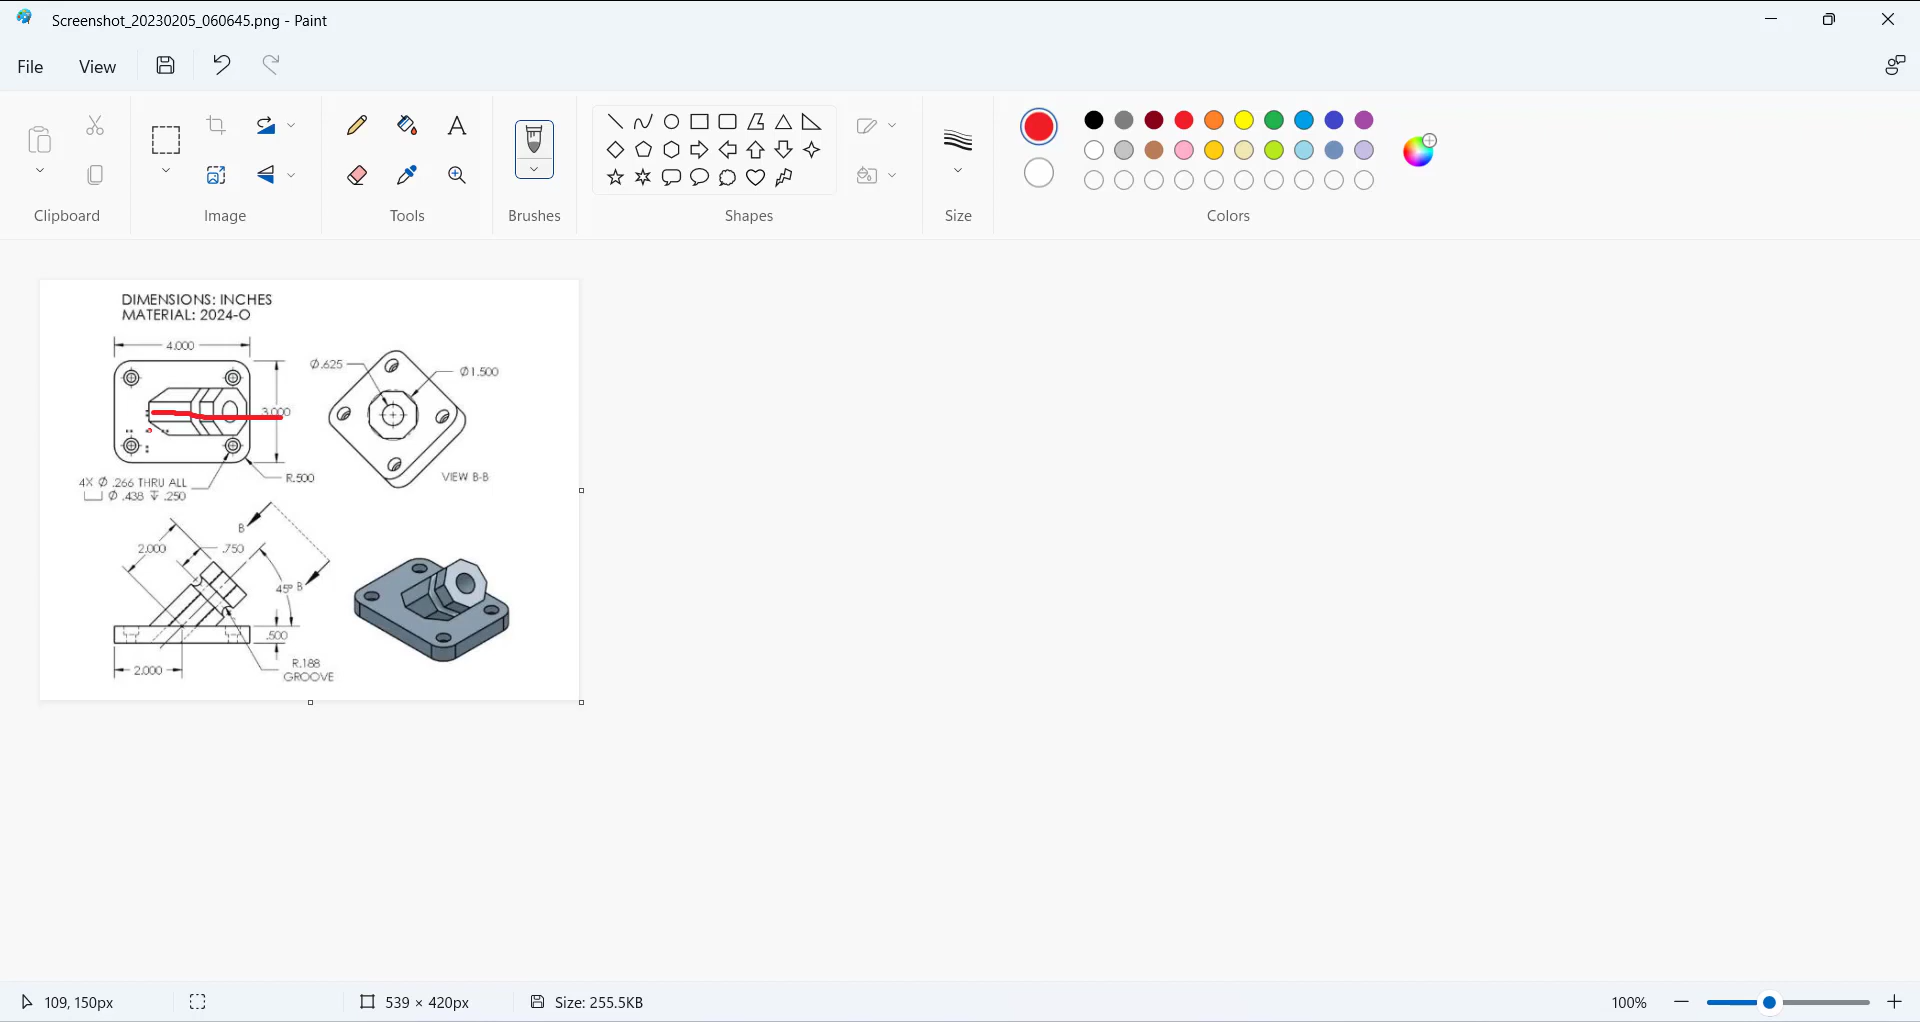 Screenshot_20230205_060645.png - Paint
File
View
Clipboard
Image
Tools
Brushes
Shapes
Size
Colors
DIMENSIONS: INCHES
MATERIAL: 2024-O
4.000
3.000
Ø.625
Ø1.500
R.500
4X Ø .266 THRU ALL
⌴ Ø .438 ↧ .250
VIEW B-B
B
2.000
.750
45°
B
.500
2.000
R.188
GROOVE
109, 150px
539 × 420px
Size: 255.5KB
100%